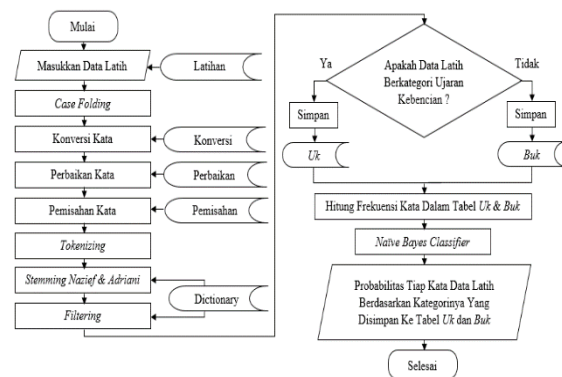 Mulai
Masukkan Data Latih
Latihan
Case Folding
Konversi Kata
Konversi
Perbaikan Kata
Perbaikan
Pemisahan Kata
Pemisahan
Tokenizing
Stemming Nazief & Adriani
Dictionary
Filtering
Apakah Data Latih
Berkategori Ujaran
Kebencian ?
Ya
Tidak
Simpan
Simpan
Uk
Buk
Hitung Frekuensi Kata Dalam Tabel Uk & Buk
Naïve Bayes Classifier
Probabilitas Tiap Kata Data Latih
Berdasarkan Kategorinya Yang
Disimpan Ke Tabel Uk dan Buk
Selesai